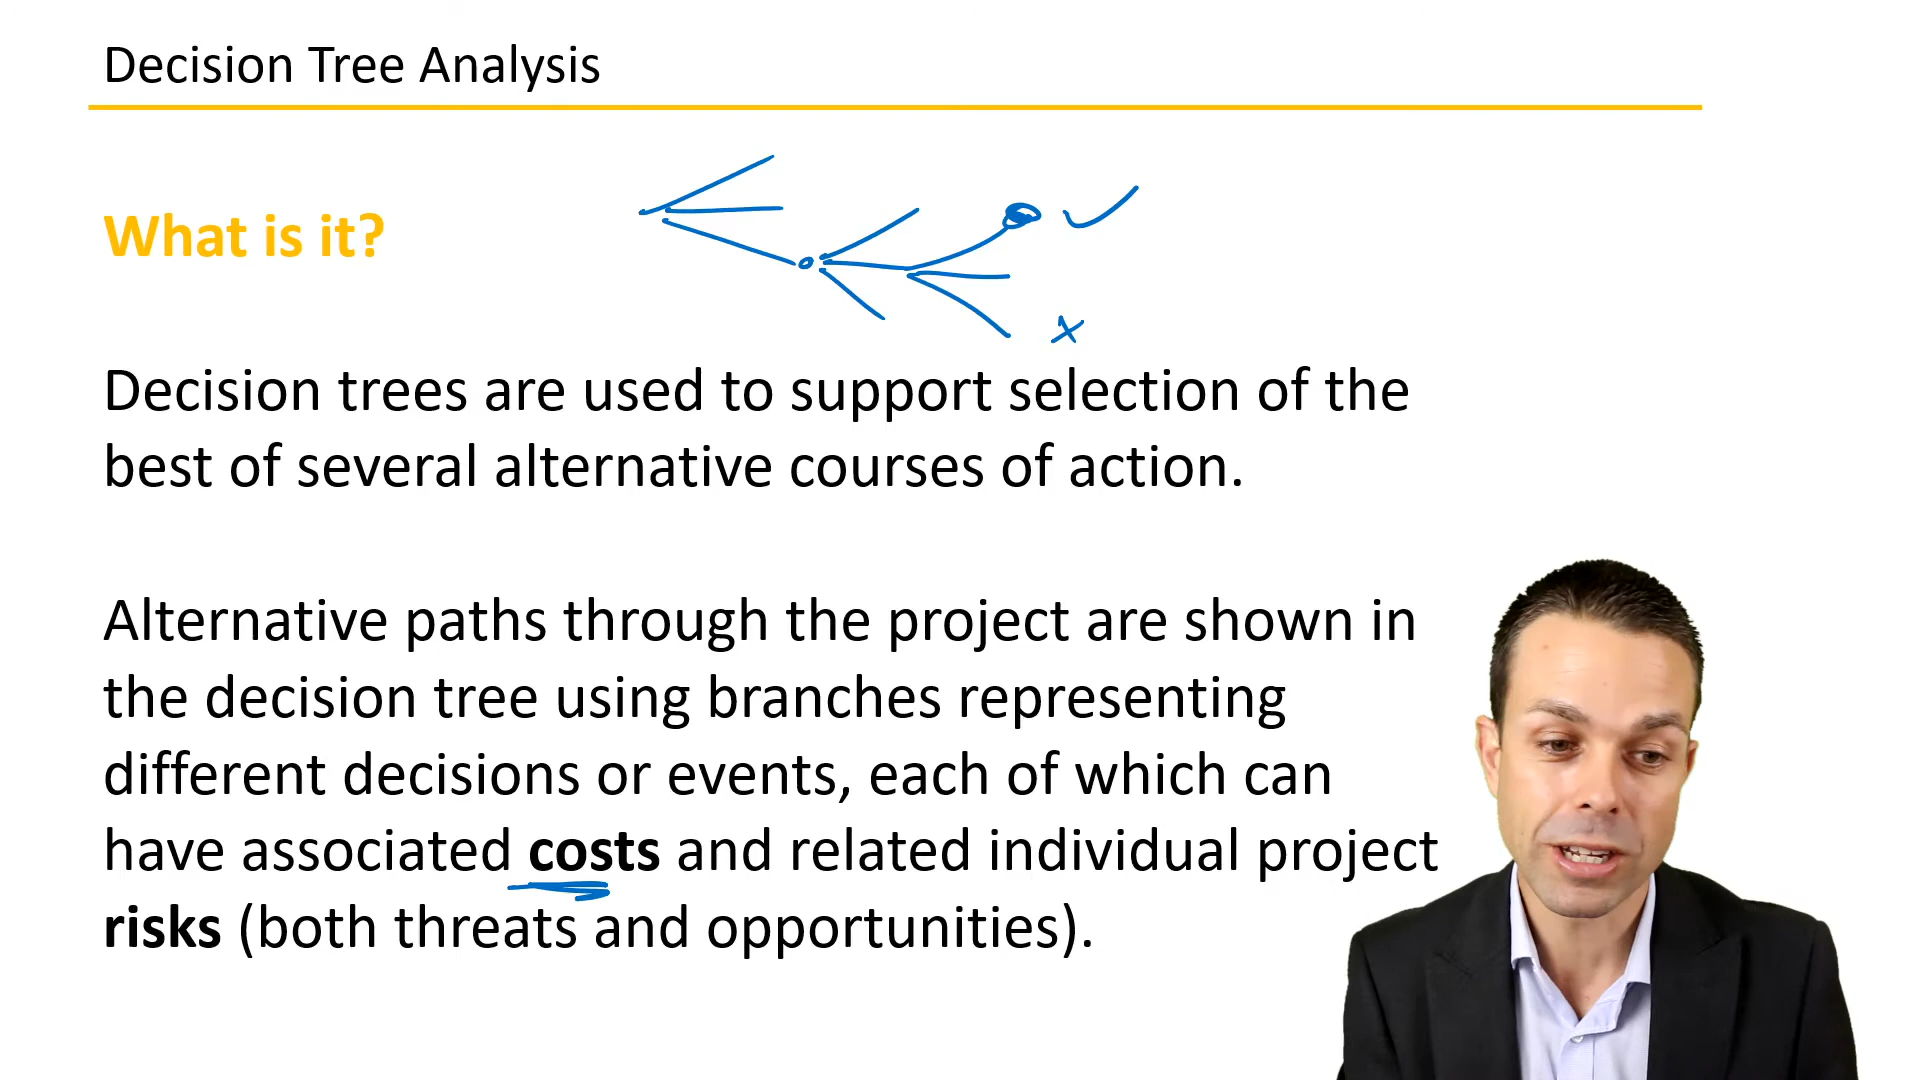 Decision Tree Analysis
What is it?
Decision trees are used to support selection of the
best of several alternative courses of action.
Alternative paths through the project are shown in
the decision tree using branches representing
different decisions or events, each of which can
have associated costs and related individual project
risks (both threats and opportunities).